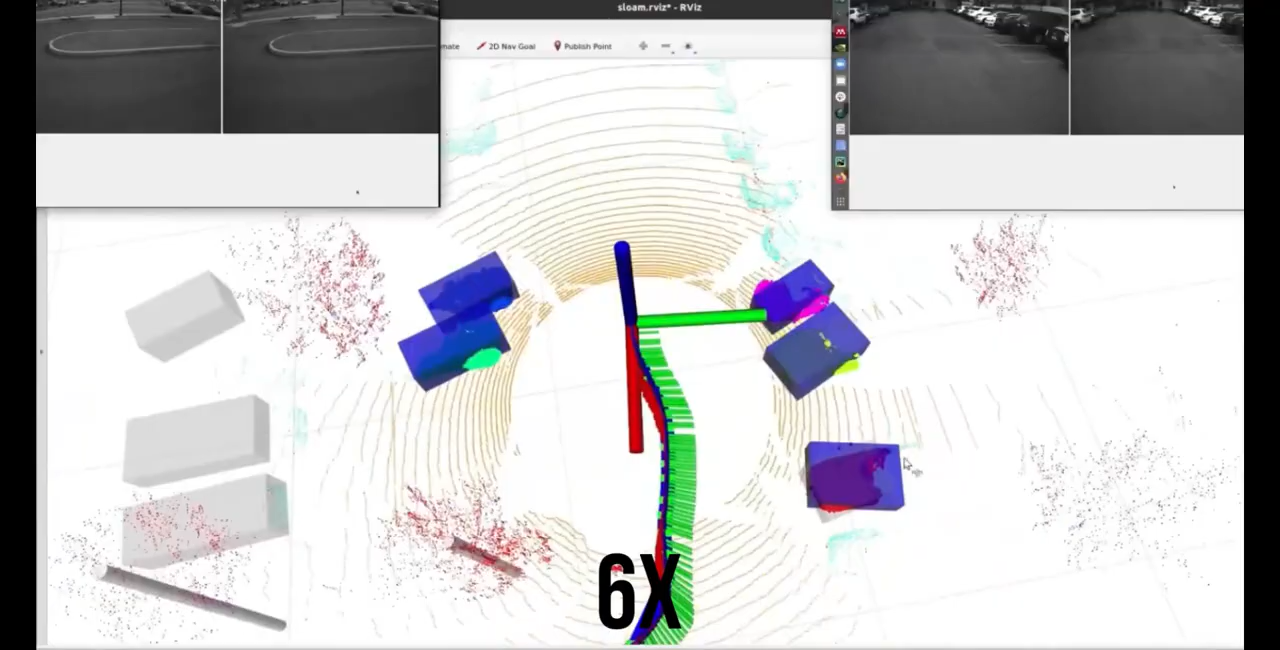 sloam.rviz* - RViz
mate
2D Nav Goal
Publish Point
6X